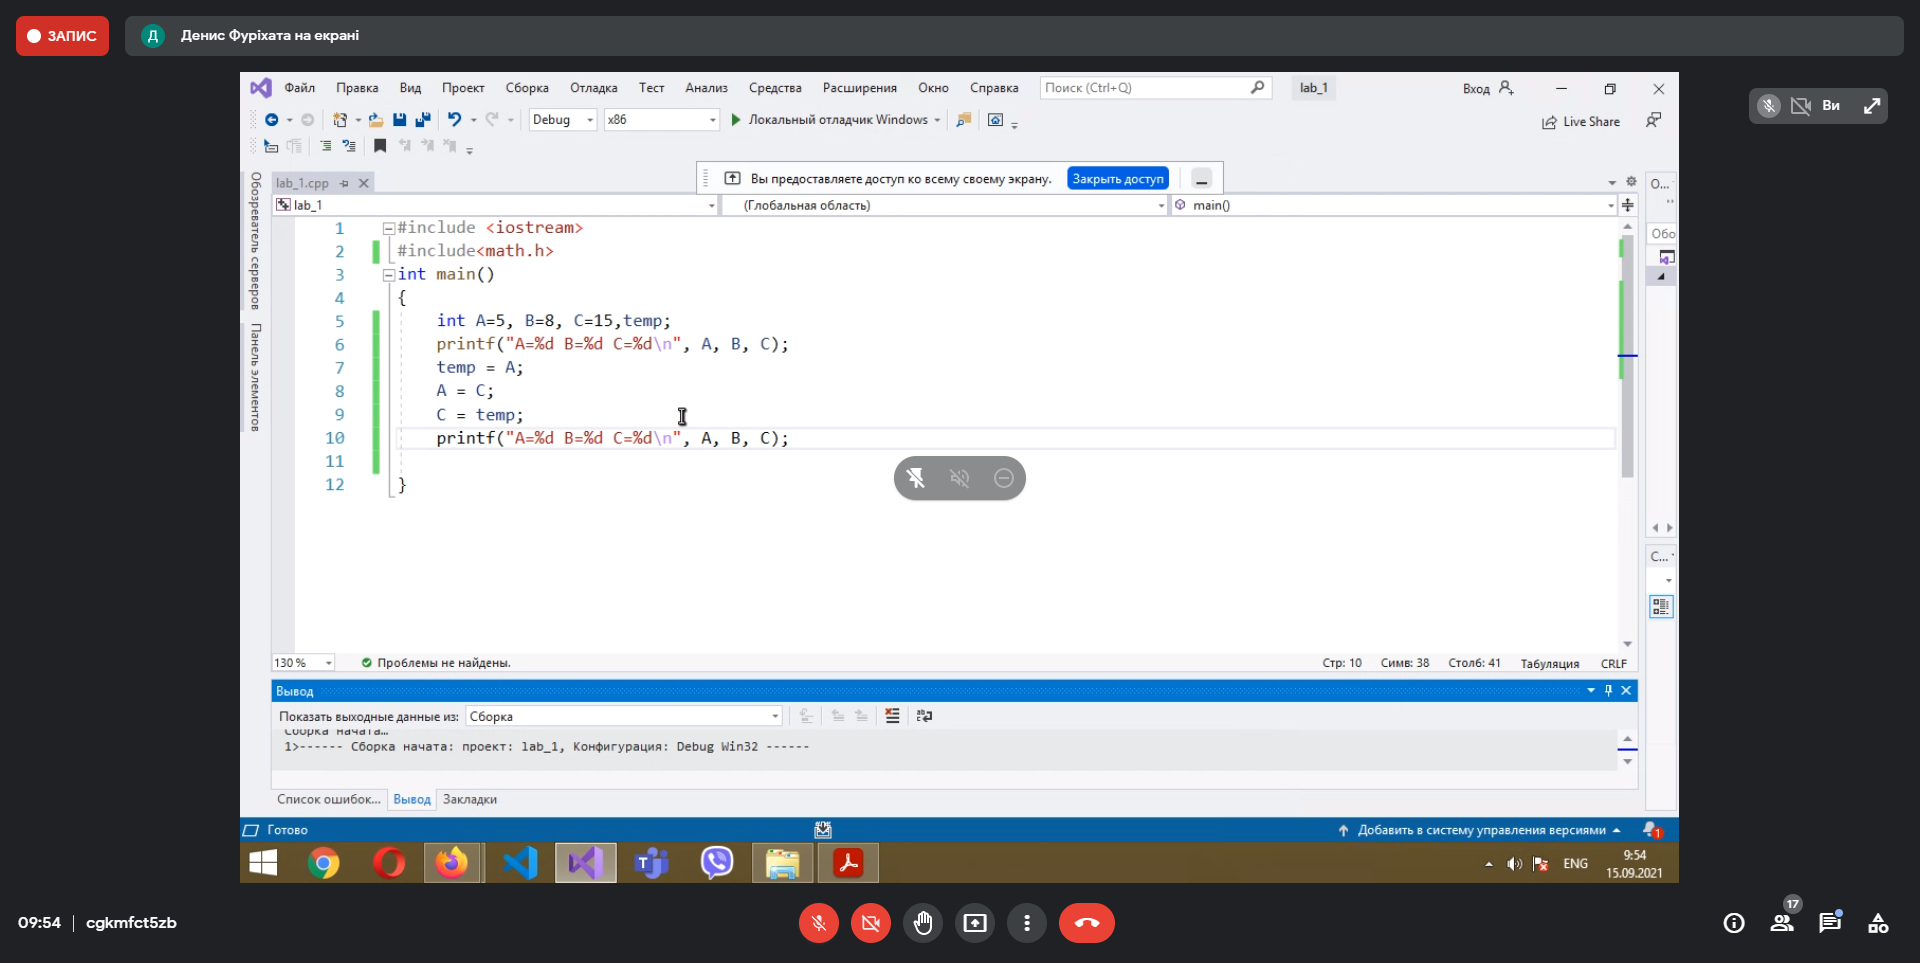 ЗАПИС
Д Денис Фуріхата на екрані
Файл Правка Вид Проект Сборка Отладка Тест Анализ Средства Расширения Окно Справка Поиск (Ctrl+Q) lab_1 Вход
Debug x86 Локальный отладчик Windows Live Share
Ви
Вы предоставляете доступ ко всему своему экрану. Закрыть доступ
lab_1.cpp
lab_1 (Глобальная область) main()
Обозреватель серверов
Панель элементов
О...
Обо
С...
1 #include <iostream>
2 #include<math.h>
3 int main()
4 {
5 int A=5, B=8, C=15,temp;
6 printf("A=%d B=%d C=%d\n", A, B, C);
7 temp = A;
8 A = C;
9 C = temp;
10 printf("A=%d B=%d C=%d\n", A, B, C);
11
12 }
130 % Проблемы не найдены. Стр: 10 Симв: 38 Столб: 41 Табуляция CRLF
Вывод
Показать выходные данные из: Сборка
Сборка начата…
1>------ Сборка начата: проект: lab_1, Конфигурация: Debug Win32 ------
Список ошибок... Вывод Закладки
Готово Добавить в систему управления версиями 1
ENG 9:54
15.09.2021
09:54 | cgkmfct5zb 17